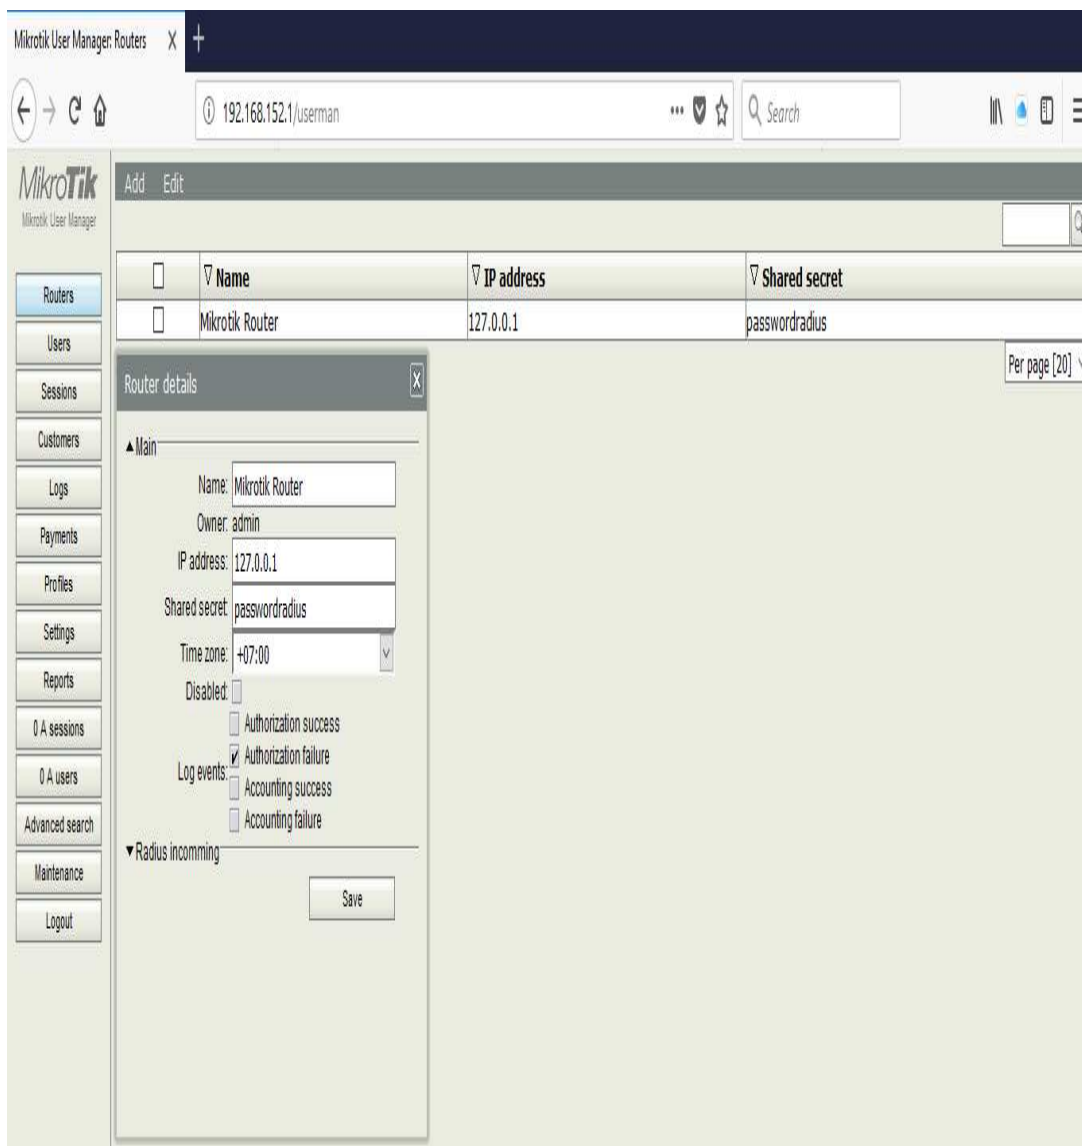 Mikrotik User Manager: Routers
192.168.152.1/userman
Search
MikroTik
Mikrotik User Manager
Add Edit
Name IP address Shared secret
Mikrotik Router 127.0.0.1 passwordradius
Per page [20]
Routers
Users
Sessions
Customers
Logs
Payments
Profiles
Settings
Reports
0 A sessions
0 A users
Advanced search
Maintenance
Logout
Router details
Main
Name: Mikrotik Router
Owner: admin
IP address: 127.0.0.1
Shared secret: passwordradius
Time zone: +07:00
Disabled:
Log events:
Authorization success
Authorization failure
Accounting success
Accounting failure
Radius incomming
Save